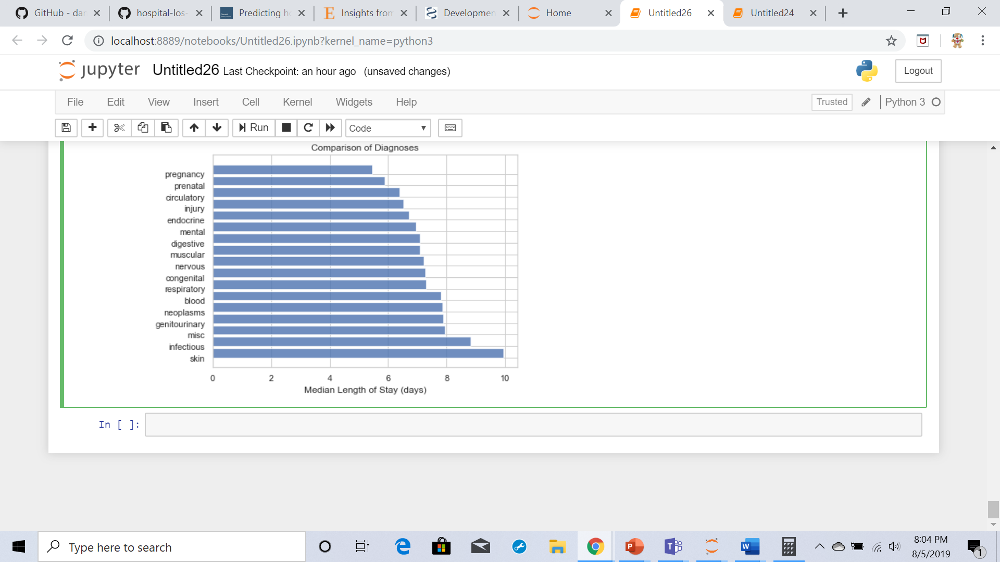 GitHub - dar
hospital-los-
Predicting ho
Insights from
Developmen
Home
Untitled26
Untitled24
localhost:8889/notebooks/Untitled26.ipynb?kernel_name=python3
jupyter Untitled26 Last Checkpoint: an hour ago (unsaved changes)
Logout
File Edit View Insert Cell Kernel Widgets Help
Trusted
Python 3
Run
Code
Comparison of Diagnoses
pregnancy
prenatal
circulatory
injury
endocrine
mental
digestive
muscular
nervous
congenital
respiratory
blood
neoplasms
genitourinary
misc
infectious
skin
0 2 4 6 8 10
Median Length of Stay (days)
In [ ]:
Type here to search
8:04 PM
8/5/2019
1